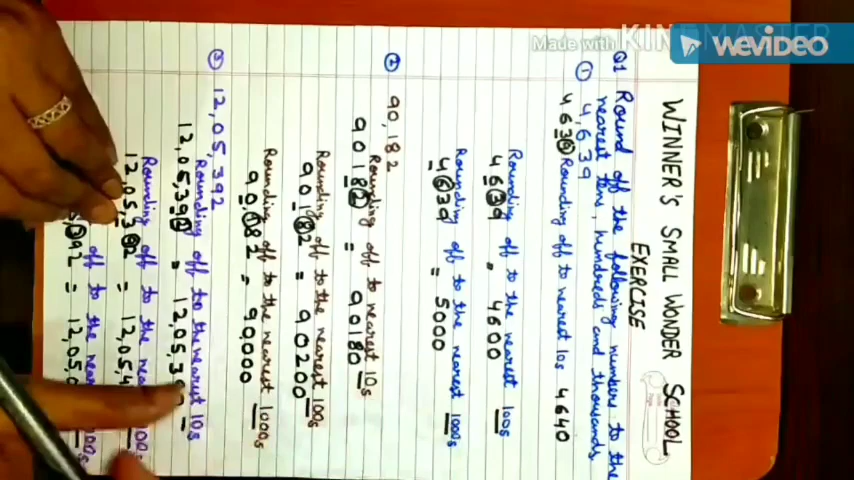 Made with KINEMASTER
WeVideo
WINNER'S SMALL WONDER SCHOOL
EXERCISE
Q1 Round off the following numbers to the
nearest tens, hundreds and thousands
① 4,639
4639 Rounding off to nearest 10s 4640
Rounding off to the nearest 100s
4639 = 4600
Rounding off to the nearest 1000s
4639 = 5000
② 90,182
Rounding off to nearest 10s
90182 = 90180
Rounding off to the nearest 100s
90182 = 90200
Rounding off to the nearest 1000s
90,182 = 90000
③ 12,05,392
Rounding off to the nearest 10s
12,05,392 = 12,05,3
Rounding off to the
12,05,392 = 12,05,4
off to the
392 = 12,05,0